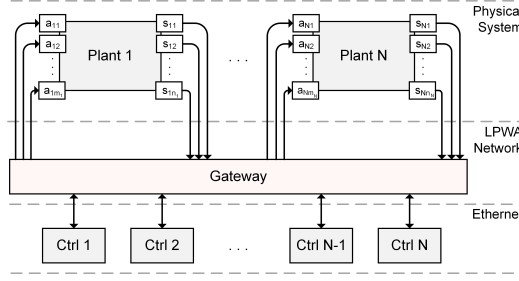 Physica
System
a11 s11 aN1 sN1
a12 Plant 1 s12 . . . aN2 Plant N sN2
a1m1 s1n1 aNmN sNnN
LPWA
Network
Gateway
Etherne
Ctrl 1 Ctrl 2 . . . Ctrl N-1 Ctrl N